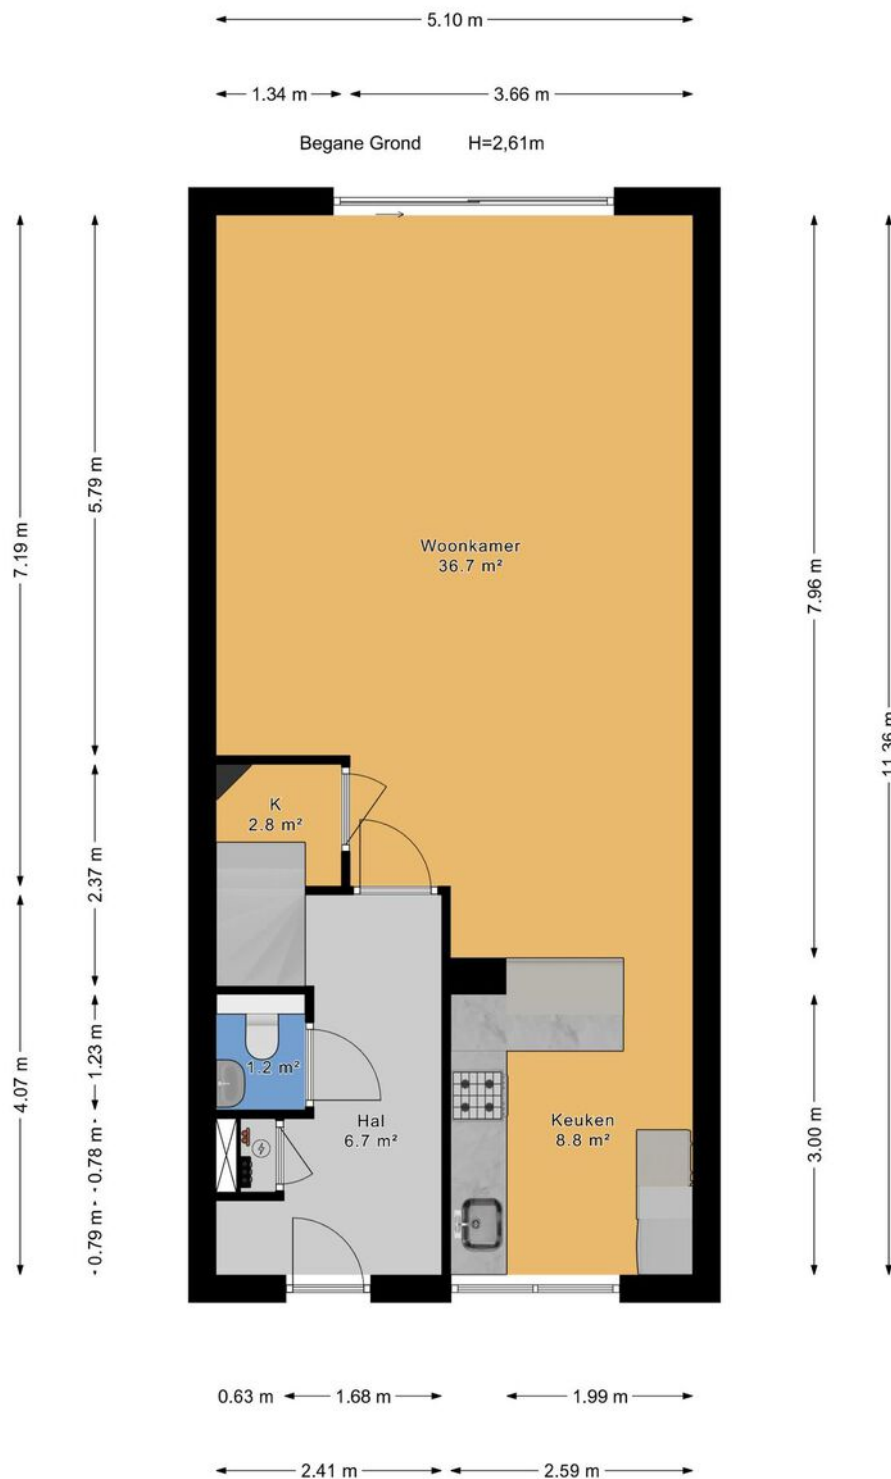 5.10 m
1.34 m
3.66 m
Begane Grond H=2,61m
7.19 m
5.79 m
Woonkamer
36.7 m²
7.96 m
11.36 m
K
2.8 m²
2.37 m
4.07 m
1.23 m
1.2 m²
0.78 m
0.79 m
Hal
6.7 m²
Keuken
8.8 m²
3.00 m
0.63 m
1.68 m
1.99 m
2.41 m
2.59 m